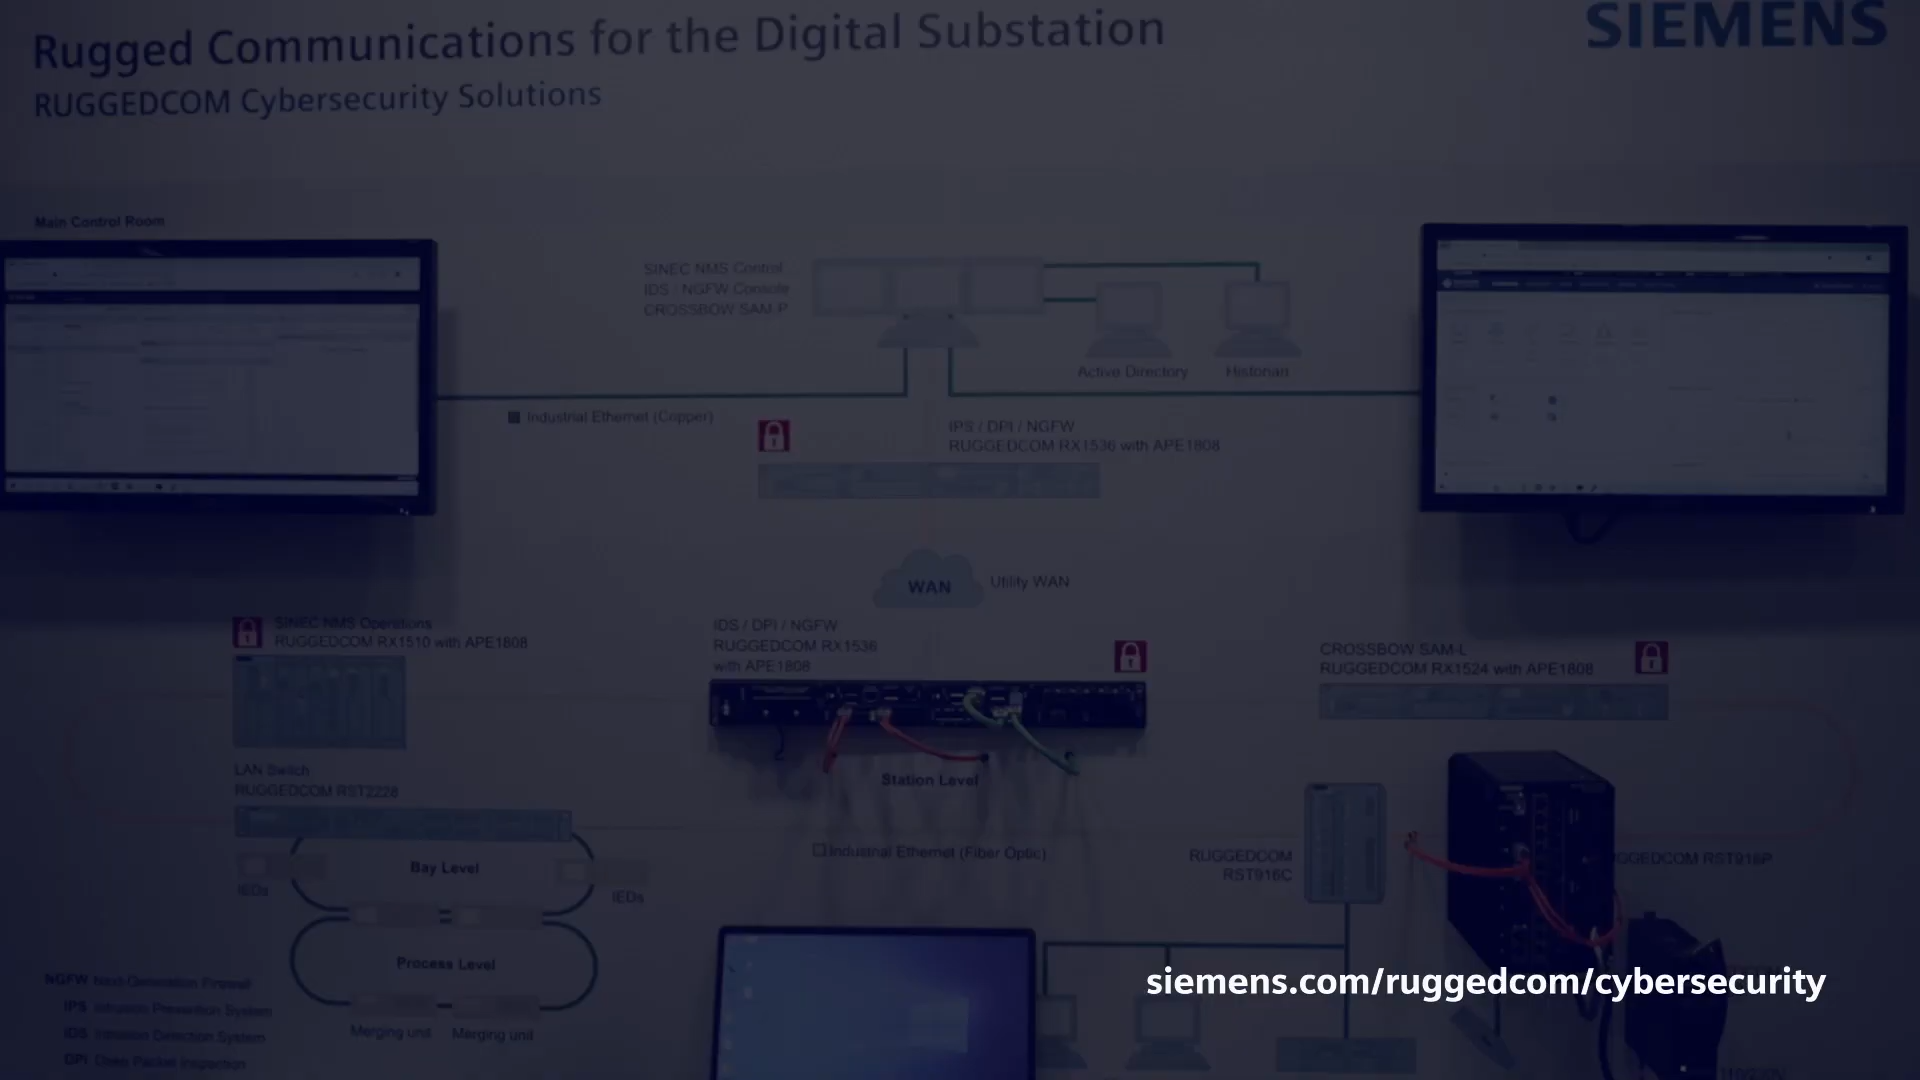 Rugged Communications for the Digital Substation
SIEMENS
RUGGEDCOM Cybersecurity Solutions
Main Control Room
SINEC NMS Control
IDS / NGFW Console
CROSSBOW SAM-P
Active Directory
Historian
Industrial Ethernet (Copper)
IPS / DPI / NGFW
RUGGEDCOM RX1536 with APE1808
WAN
Utility WAN
SINEC NMS Operations
RUGGEDCOM RX1510 with APE1808
IDS / DPI / NGFW
RUGGEDCOM RX1536
with APE1808
CROSSBOW SAM-L
RUGGEDCOM RX1524 with APE1808
LAN Switch
RUGGEDCOM RST2228
Station Level
Industrial Ethernet (Fiber Optic)
Bay Level
IEDs
IEDs
RUGGEDCOM
RST916C
GGEDCOM RST916P
Process Level
Merging unit
Merging unit
NGFW Next-Generation Firewall
IPS Intrusion Prevention System
IDS Intrusion Detection System
DPI Deep Packet Inspection
siemens.com/ruggedcom/cybersecurity